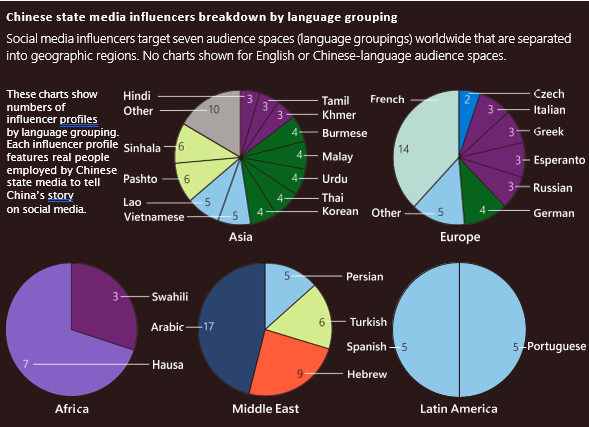 Chinese state media influencers breakdown by language grouping
Social media influencers target seven audience spaces (language groupings) worldwide that are separated
into geographic regions. No charts shown for English or Chinese-language audience spaces.
These charts show
numbers of
influencer profiles
by language grouping.
Each influencer profile
features real people
employed by Chinese
state media to tell
China's story
on social media.
Hindi
Other
Sinhala
Pashto
Lao
Vietnamese
10
6
6
5
5
3
3
3
4
4
4
4
4
Tamil
Khmer
Burmese
Malay
Urdu
Thai
Korean
Asia
French
14
Other
5
2
3
3
3
3
4
Czech
Italian
Greek
Esperanto
Russian
German
Europe
3
Swahili
7
Hausa
Africa
Arabic
17
5
Persian
6
Turkish
9
Hebrew
Middle East
Spanish
5
5
Portuguese
Latin America